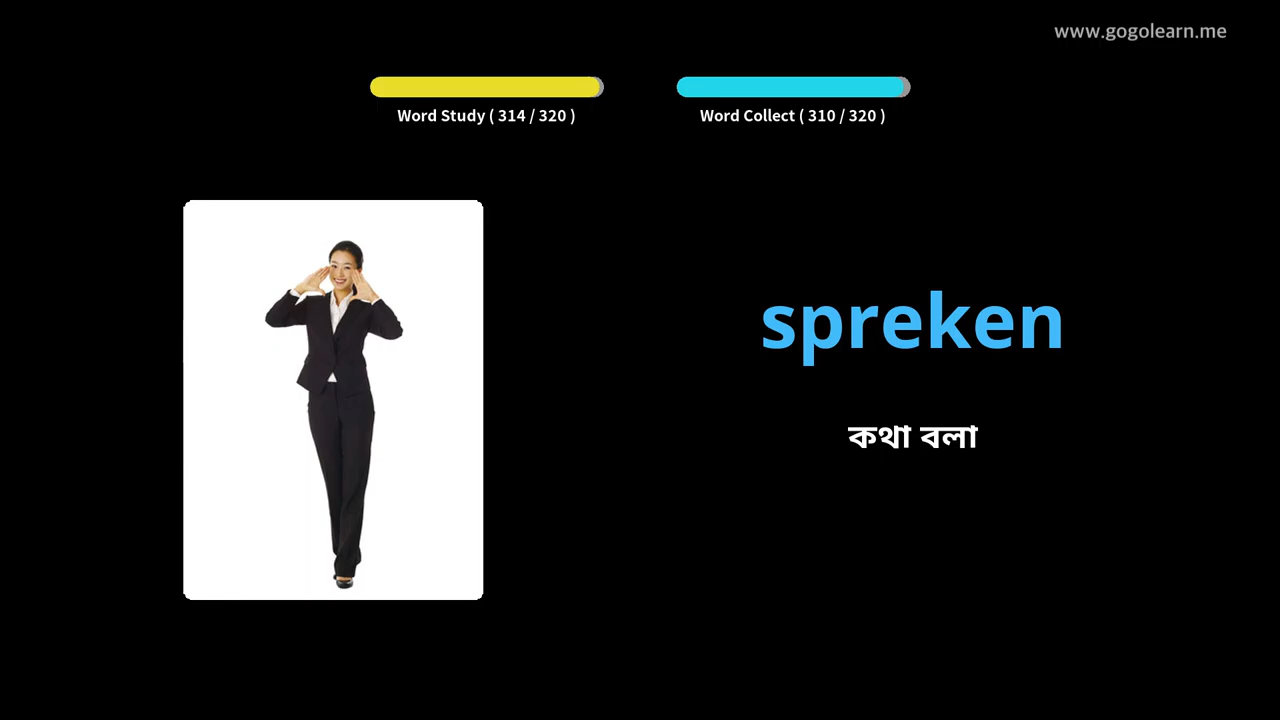 www.gogolearn.me
Word Study ( 314 / 320 )
Word Collect ( 310 / 320 )
spreken
কথা বলা